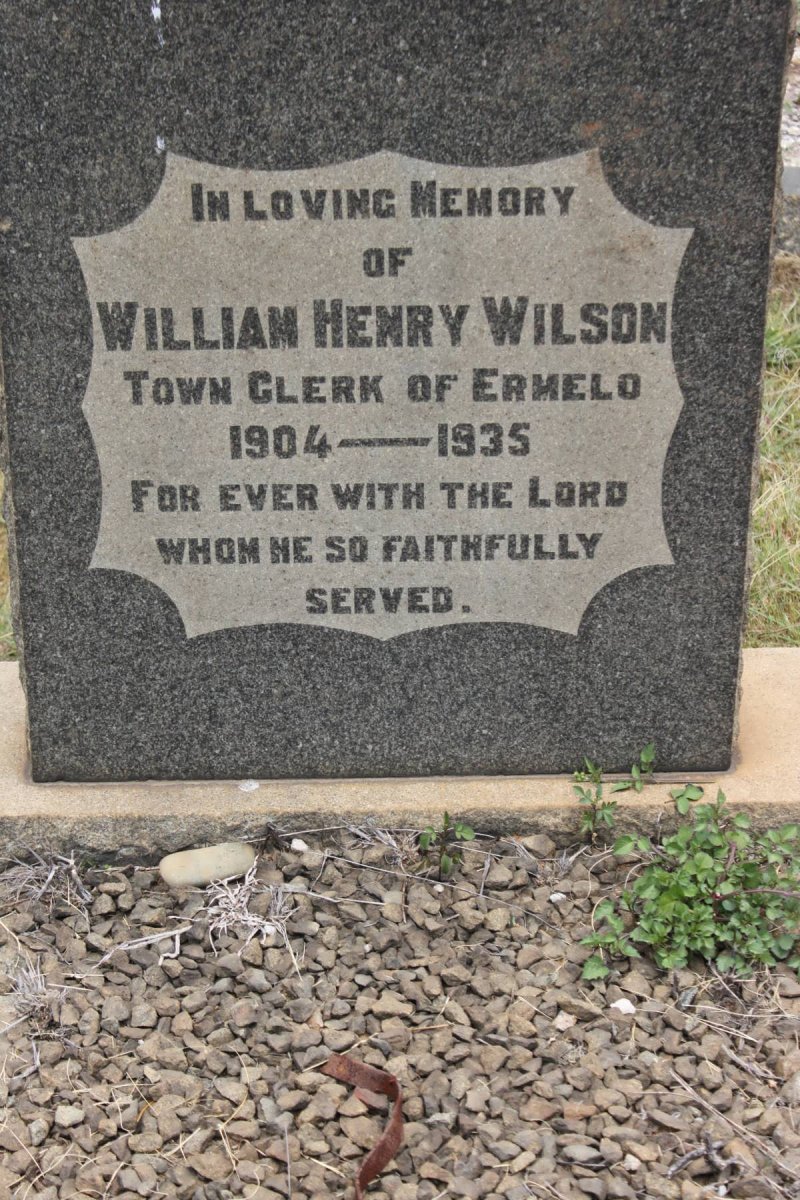 IN LOVING MEMORY
OF
WILLIAM HENRY WILSON
TOWN CLERK OF ERMELO
1904 — 1935
FOR EVER WITH THE LORD
WHOM HE SO FAITHFULLY
SERVED.